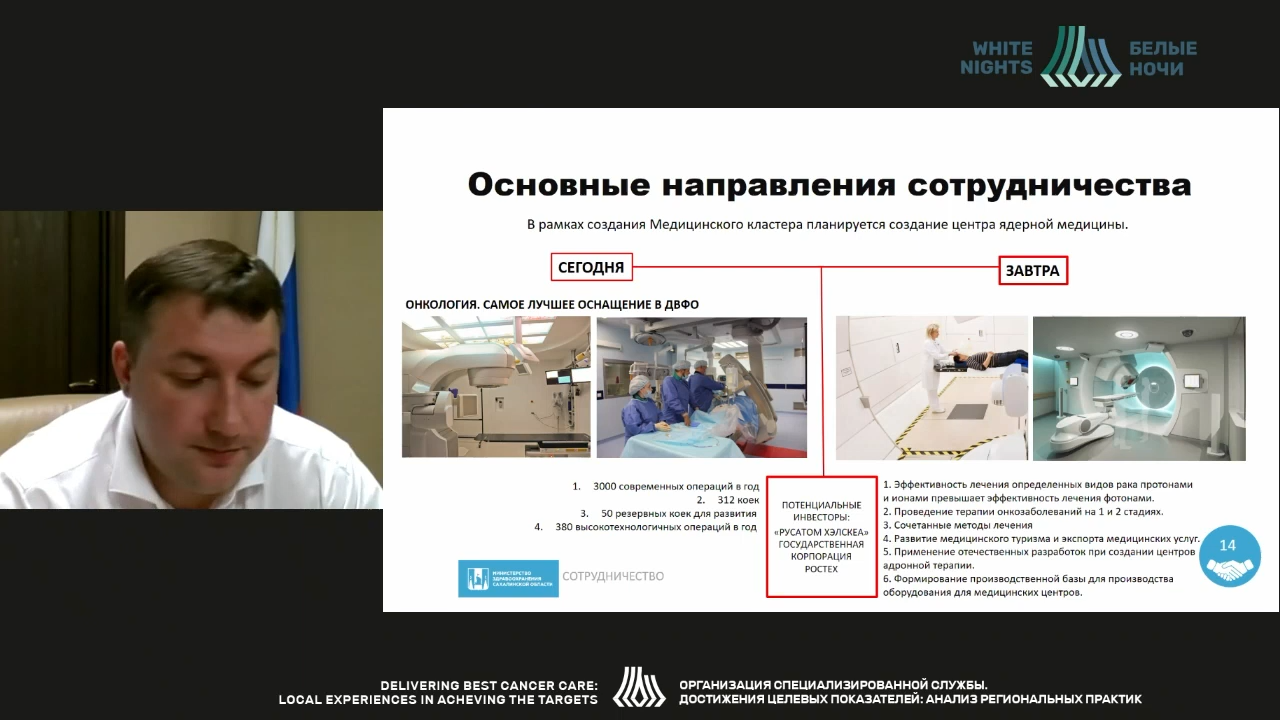 WHITE
NIGHTS
БЕЛЫЕ
НОЧИ
Основные направления сотрудничества
В рамках создания Медицинского кластера планируется создание центра ядерной медицины.
СЕГОДНЯ
ЗАВТРА
ОНКОЛОГИЯ. САМОЕ ЛУЧШЕЕ ОСНАЩЕНИЕ В ДВФО
1. 3000 современных операций в год
2. 312 коек
3. 50 резервных коек для развития
4. 380 высокотехнологичных операций в год
ПОТЕНЦИАЛЬНЫЕ
ИНВЕСТОРЫ:
«РУСАТОМ ХЭЛСКЕА»
ГОСУДАРСТВЕННАЯ
КОРПОРАЦИЯ
РОСТЕХ
1. Эффективность лечения определенных видов рака протонами
и ионами превышает эффективность лечения фотонами.
2. Проведение терапии онкозаболеваний на 1 и 2 стадиях.
3. Сочетанные методы лечения
4. Развитие медицинского туризма и экспорта медицинских услуг.
5. Применение отечественных разработок при создании центров
адронной терапии.
6. Формирование производственной базы для производства
оборудования для медицинских центров.
14
МИНИСТЕРСТВО
ЗДРАВООХРАНЕНИЯ
САХАЛИНСКОЙ ОБЛАСТИ
СОТРУДНИЧЕСТВО
DELIVERING BEST CANCER CARE:
LOCAL EXPERIENCES IN ACHEVING THE TARGETS
ОРГАНИЗАЦИЯ СПЕЦИАЛИЗИРОВАННОЙ СЛУЖБЫ.
ДОСТИЖЕНИЯ ЦЕЛЕВЫХ ПОКАЗАТЕЛЕЙ: АНАЛИЗ РЕГИОНАЛЬНЫХ ПРАКТИК